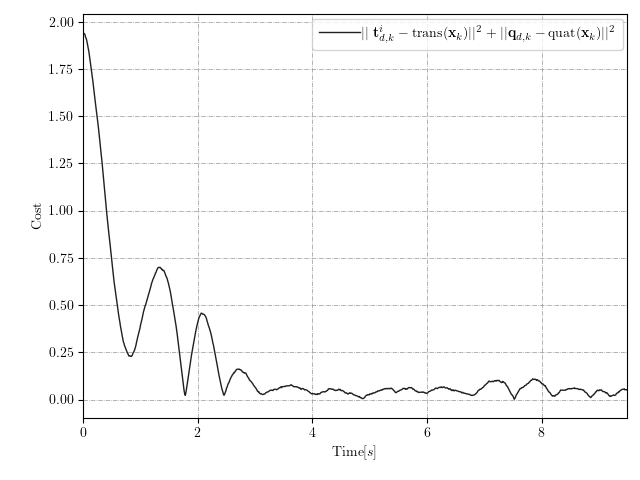 2.00
|| t^i_{d,k} − trans(x_k)||² + ||q_{d,k} − quat(x_k)||²
1.75
1.50
1.25
1.00
Cost
0.75
0.50
0.25
0.00
0 2 4 6 8
Time[s]